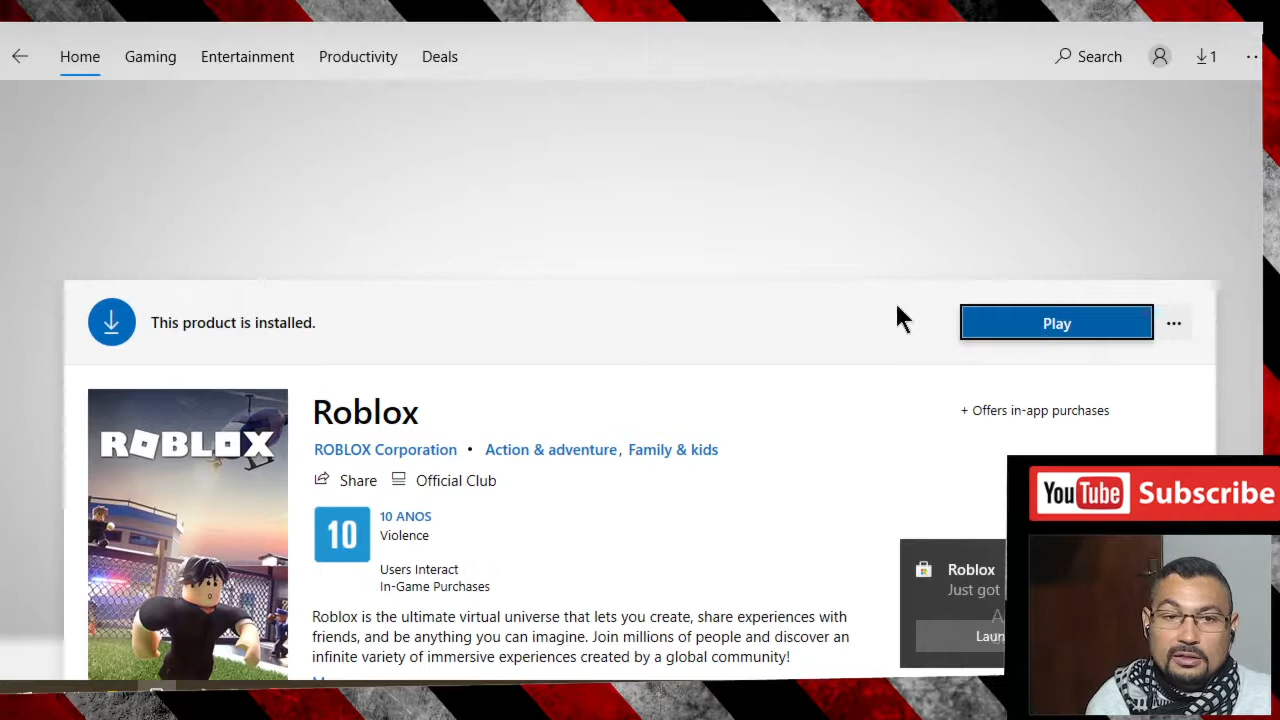 Home Gaming Entertainment Productivity Deals Search 1
This product is installed. Play
ROBLOX
Roblox
+ Offers in-app purchases
ROBLOX Corporation • Action & adventure, Family & kids
Share Official Club
10
10 ANOS
Violence
Users Interact
In-Game Purchases
Roblox is the ultimate virtual universe that lets you create, share experiences with
friends, and be anything you can imagine. Join millions of people and discover an
infinite variety of immersive experiences created by a global community!
Roblox
Just got
YouTube Subscribe